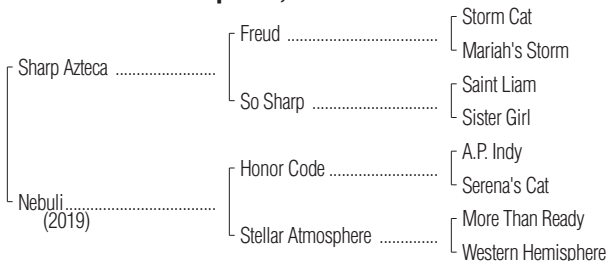 Storm Cat
Freud ........................
Mariah's Storm
Sharp Azteca ........................
Saint Liam
So Sharp ........................
Sister Girl
A.P. Indy
Honor Code ....................
Serena's Cat
Nebuli....................................
(2019)
More Than Ready
Stellar Atmosphere ..............
Western Hemisphere